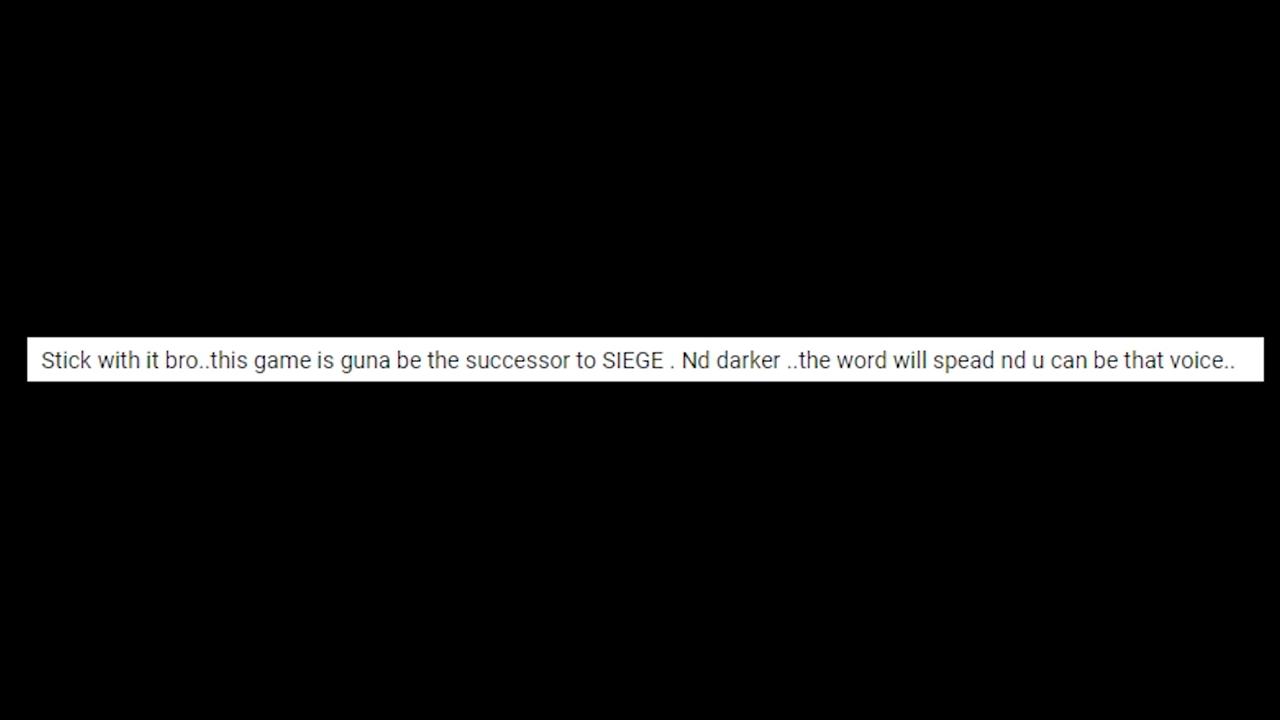 Stick with it bro..this game is guna be the successor to SIEGE . Nd darker ..the word will spead nd u can be that voice..